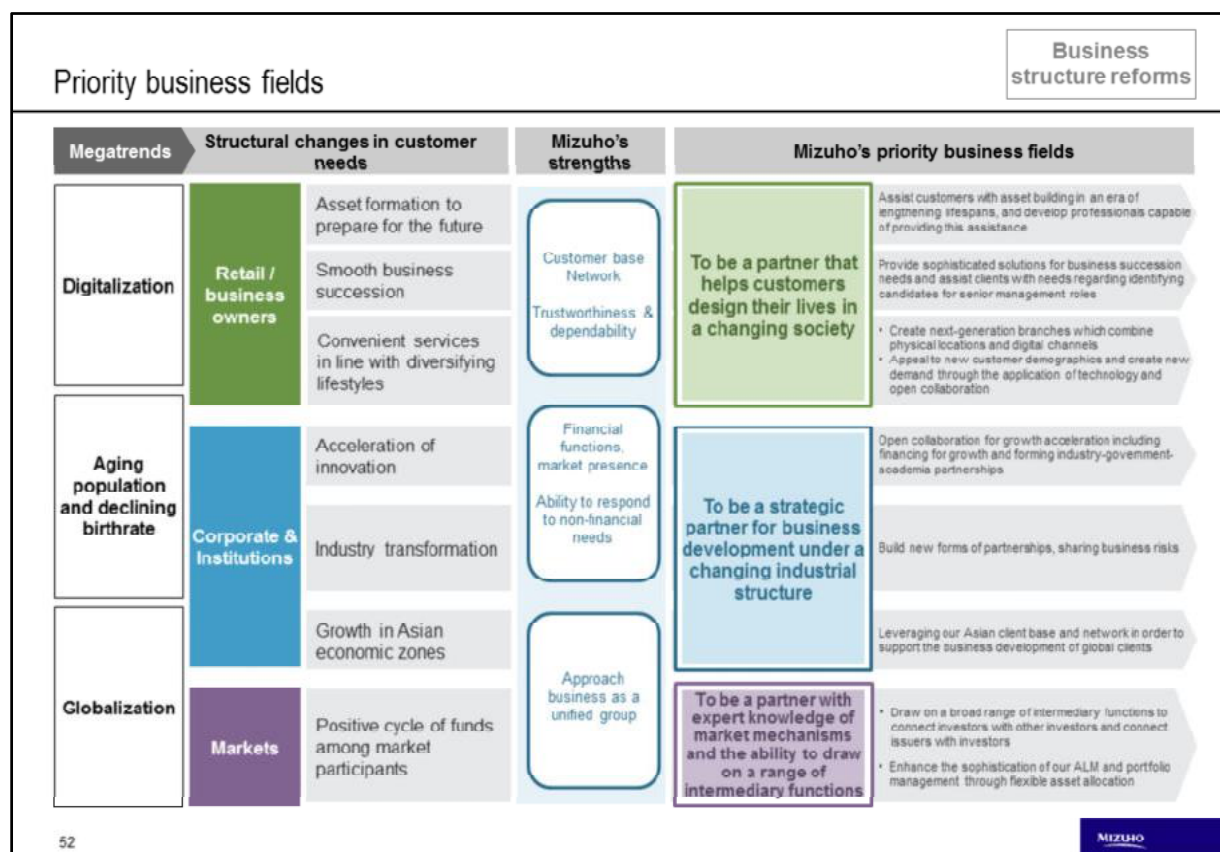 Business
structure reforms
Priority business fields
Megatrends
Structural changes in customer
needs
Mizuho's
strengths
Mizuho's priority business fields
Digitalization
Aging
population
and declining
birthrate
Globalization
Retail /
business
owners
Asset formation to
prepare for the future
Smooth business
succession
Convenient services
in line with diversifying
lifestyles
Corporate &
Institutions
Acceleration of
innovation
Industry transformation
Growth in Asian
economic zones
Markets
Positive cycle of funds
among market
participants
Customer base
Network
Trustworthiness &
dependability
Financial
functions,
market presence
Ability to respond
to non-financial
needs
Approach
business as a
unified group
To be a partner that
helps customers
design their lives in
a changing society
Assist customers with asset building in an era of
lengthening lifespans, and develop professionals capable
of providing this assistance
Provide sophisticated solutions for business succession
needs and assist clients with needs regarding identifying
candidates for senior management roles
• Create next-generation branches which combine
physical locations and digital channels
• Appeal to new customer demographics and create new
demand through the application of technology and
open collaboration
To be a strategic
partner for business
development under a
changing industrial
structure
Open collaboration for growth acceleration including
financing for growth and forming industry-government-
academia partnerships
Build new forms of partnerships, sharing business risks
Leveraging our Asian client base and network in order to
support the business development of global clients
To be a partner with
expert knowledge of
market mechanisms
and the ability to draw
on a range of
intermediary functions
• Draw on a broad range of intermediary functions to
connect investors with other investors and connect
issuers with investors
• Enhance the sophistication of our ALM and portfolio
management through flexible asset allocation
52
MIZUHO